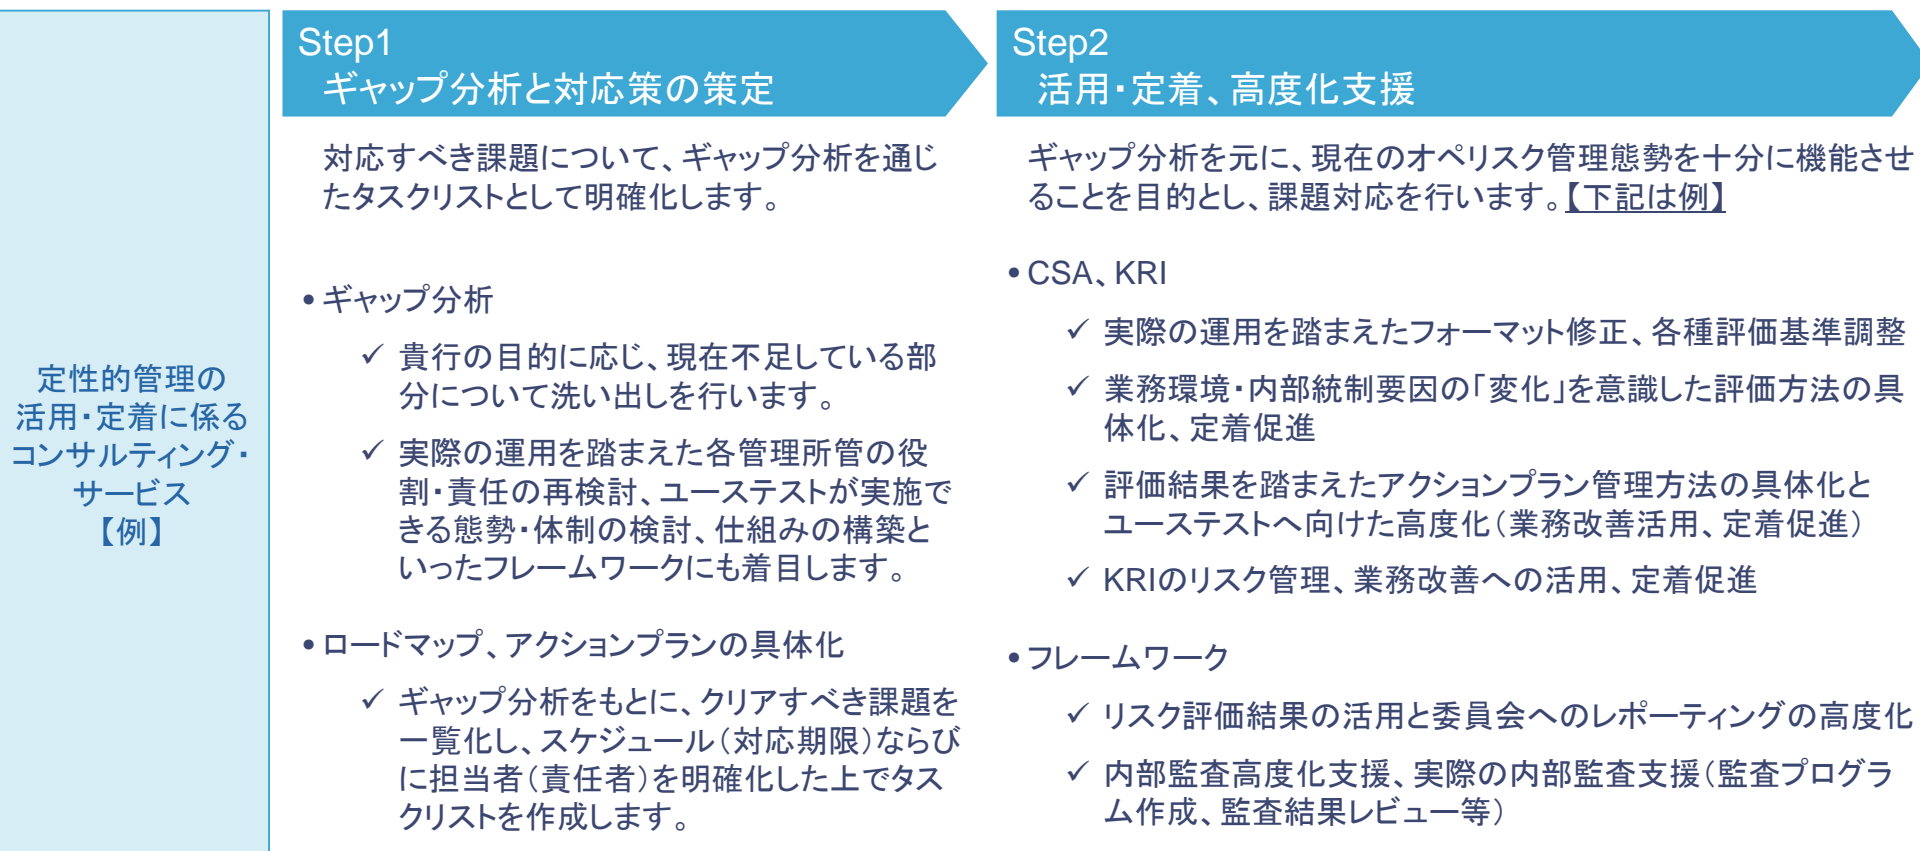 定性的管理の
活用・定着に係る
コンサルティング・
サービス
【例】
Step1
ギャップ分析と対応策の策定
対応すべき課題について、ギャップ分析を通じ
たタスクリストとして明確化します。
•ギャップ分析
✓ 貴行の目的に応じ、現在不足している部
分について洗い出しを行います。
✓ 実際の運用を踏まえた各管理所管の役
割・責任の再検討、ユーステストが実施で
きる態勢・体制の検討、仕組みの構築と
いったフレームワークにも着目します。
•ロードマップ、アクションプランの具体化
✓ ギャップ分析をもとに、クリアすべき課題を
一覧化し、スケジュール（対応期限）ならび
に担当者（責任者）を明確化した上でタス
クリストを作成します。
Step2
活用・定着、高度化支援
ギャップ分析を元に、現在のオペリスク管理態勢を十分に機能させ
ることを目的とし、課題対応を行います。【下記は例】
•CSA、KRI
✓ 実際の運用を踏まえたフォーマット修正、各種評価基準調整
✓ 業務環境・内部統制要因の「変化」を意識した評価方法の具
体化、定着促進
✓ 評価結果を踏まえたアクションプラン管理方法の具体化と
ユーステストへ向けた高度化（業務改善活用、定着促進）
✓ KRIのリスク管理、業務改善への活用、定着促進
•フレームワーク
✓ リスク評価結果の活用と委員会へのレポーティングの高度化
✓ 内部監査高度化支援、実際の内部監査支援（監査プログラ
ム作成、監査結果レビュー等）